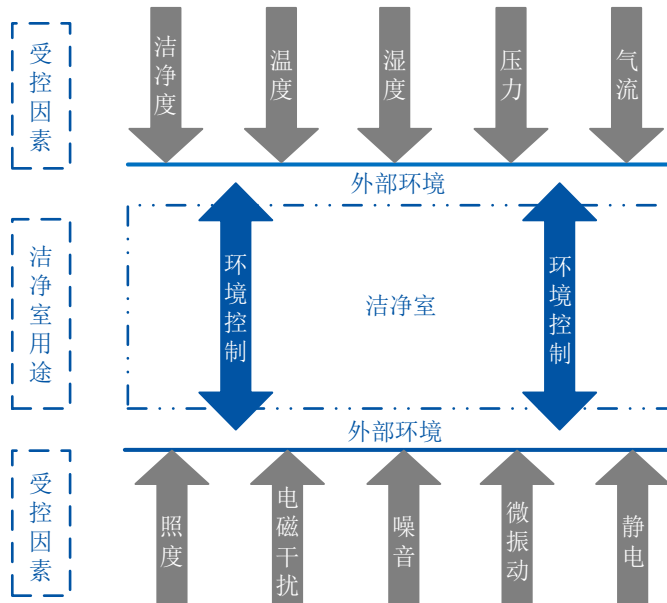 受控因素
洁净度
温度
湿度
压力
气流
外部环境
洁净室用途
环境控制
洁净室
环境控制
外部环境
受控因素
照度
电磁干扰
噪音
微振动
静电